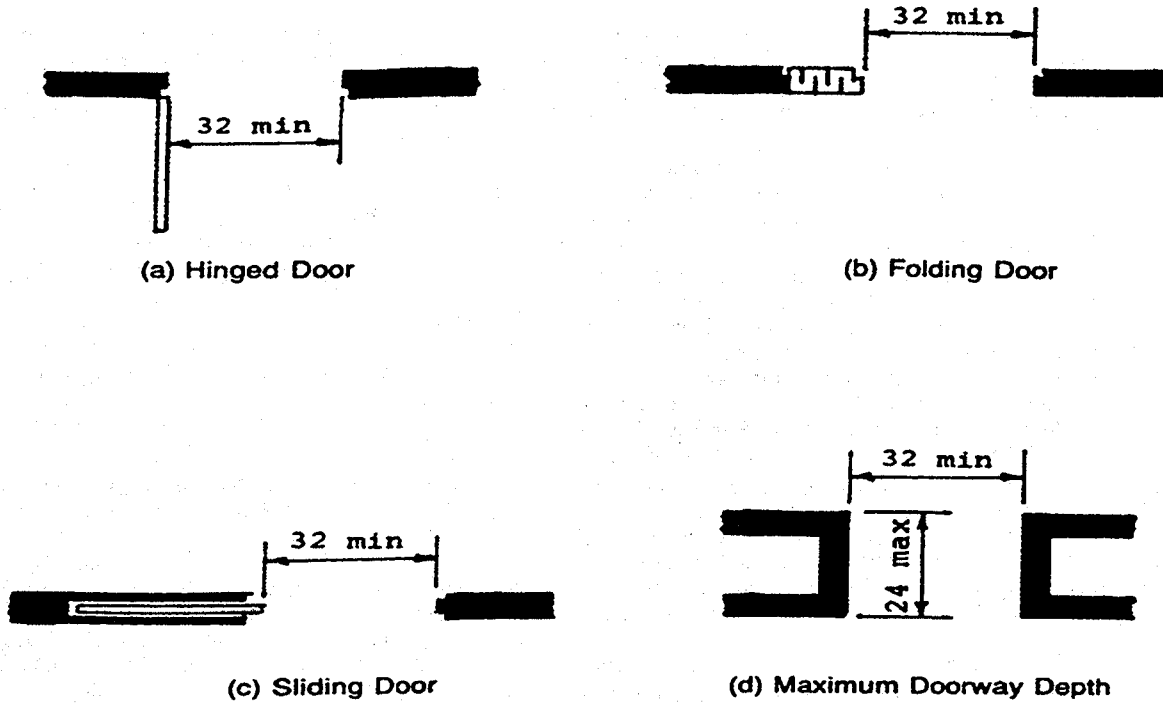 32 min
32 min
(a) Hinged Door
(b) Folding Door
32 min
32 min
24 max
(c) Sliding Door
(d) Maximum Doorway Depth